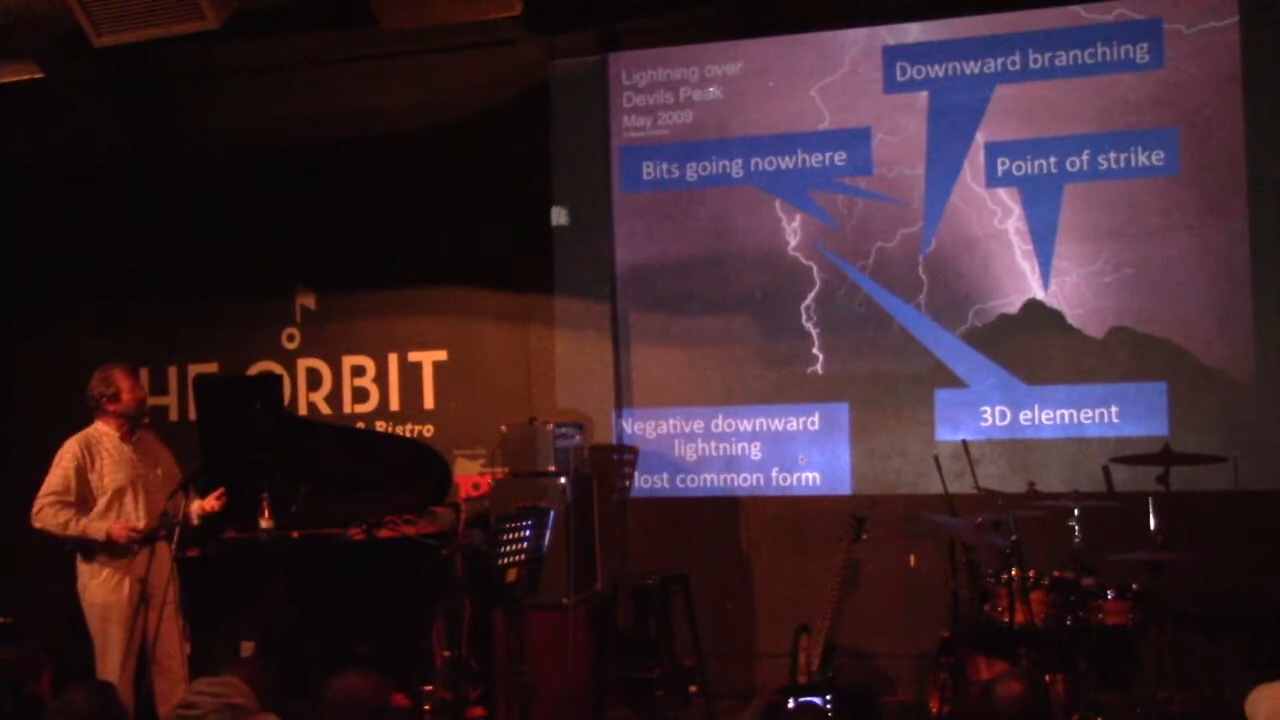 Lightning over
Devils Peak
May 2009
Downward branching
Bits going nowhere
Point of strike
3D element
Negative downward
lightning
lost common form
HE ORBIT
& Bistro